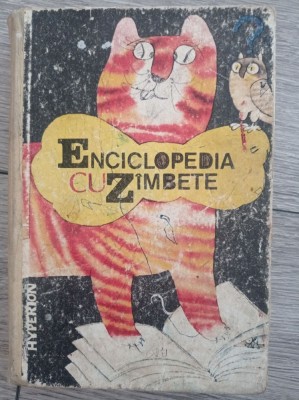 ENCICLOPEDIA
CU ZÎMBETE
HYPERION